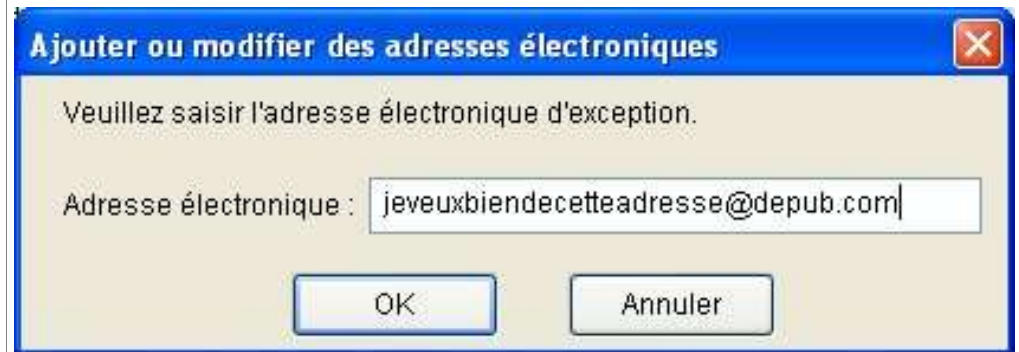 Ajouter ou modifier des adresses électroniques
Veuillez saisir l'adresse électronique d'exception.
Adresse électronique : jeveuxbiendecetteadresse@depub.com
OK Annuler